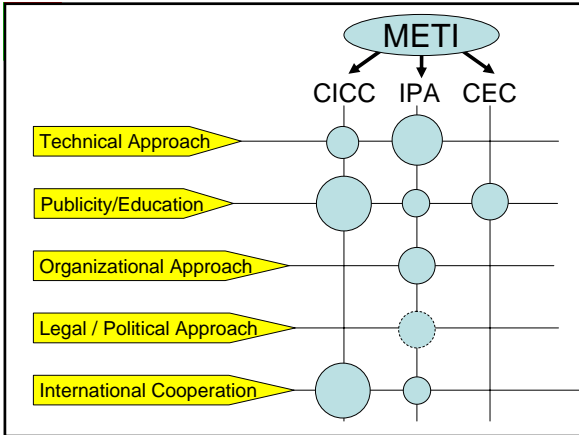 METI
CICC IPA CEC
Technical Approach
Publicity/Education
Organizational Approach
Legal / Political Approach
International Cooperation